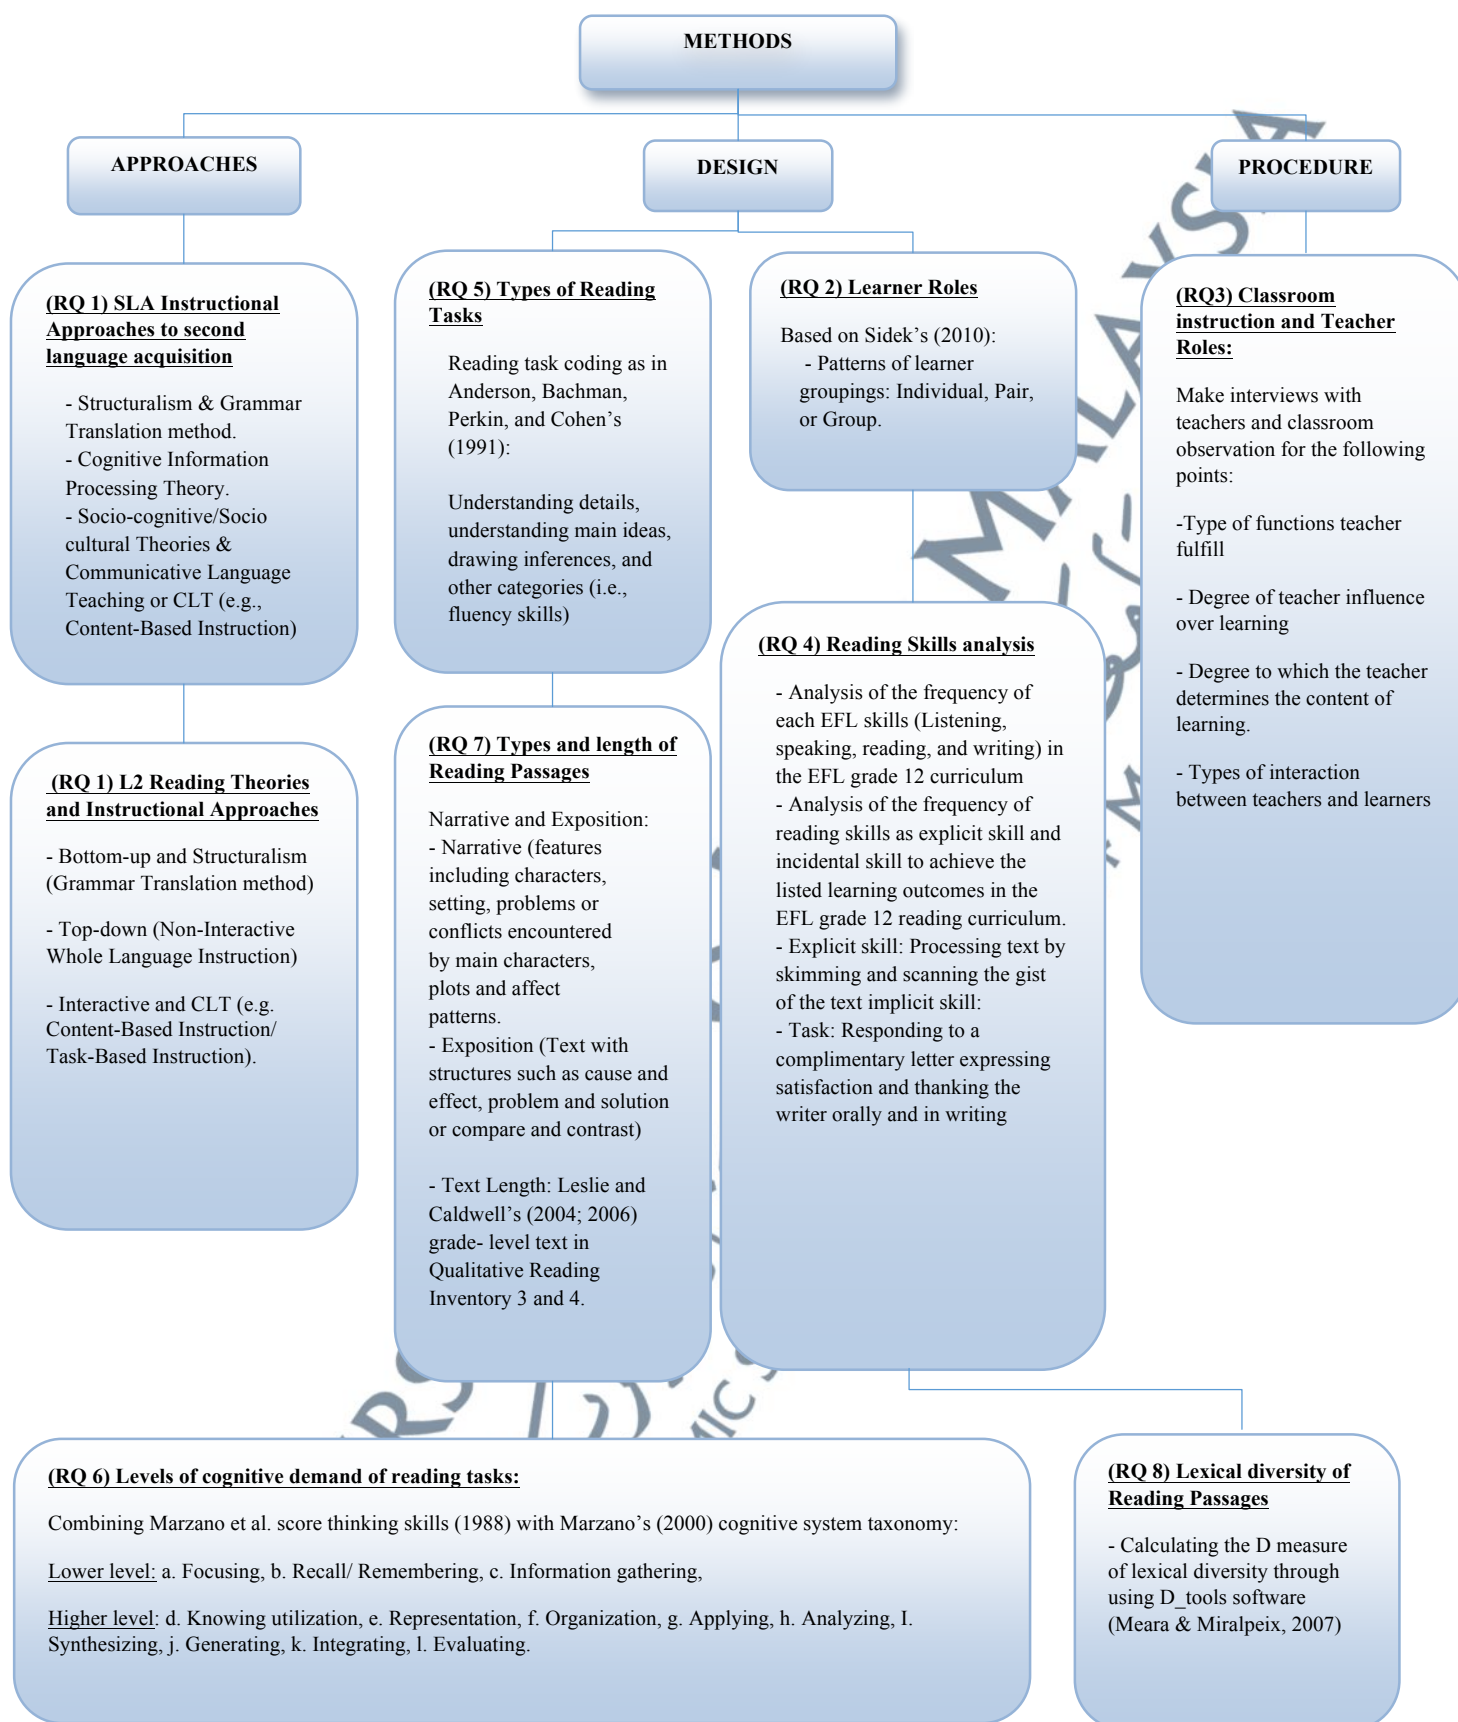 METHODS
APPROACHES
DESIGN
PROCEDURE
(RQ 1) SLA Instructional
Approaches to second
language acquisition
- Structuralism & Grammar
Translation method.
- Cognitive Information
Processing Theory.
- Socio-cognitive/Socio
cultural Theories &
Communicative Language
Teaching or CLT (e.g.,
Content-Based Instruction)
(RQ 1) L2 Reading Theories
and Instructional Approaches
- Bottom-up and Structuralism
(Grammar Translation method)
- Top-down (Non-Interactive
Whole Language Instruction)
- Interactive and CLT (e.g.
Content-Based Instruction/
Task-Based Instruction).
(RQ 5) Types of Reading
Tasks
Reading task coding as in
Anderson, Bachman,
Perkin, and Cohen’s
(1991):
Understanding details,
understanding main ideas,
drawing inferences, and
other categories (i.e.,
fluency skills)
(RQ 7) Types and length of
Reading Passages
Narrative and Exposition:
- Narrative (features
including characters,
setting, problems or
conflicts encountered
by main characters,
plots and affect
patterns.
- Exposition (Text with
structures such as cause and
effect, problem and solution
or compare and contrast)
- Text Length: Leslie and
Caldwell’s (2004; 2006)
grade- level text in
Qualitative Reading
Inventory 3 and 4.
(RQ 2) Learner Roles
Based on Sidek’s (2010):
- Patterns of learner
groupings: Individual, Pair,
or Group.
(RQ 4) Reading Skills analysis
- Analysis of the frequency of
each EFL skills (Listening,
speaking, reading, and writing) in
the EFL grade 12 curriculum
- Analysis of the frequency of
reading skills as explicit skill and
incidental skill to achieve the
listed learning outcomes in the
EFL grade 12 reading curriculum.
- Explicit skill: Processing text by
skimming and scanning the gist
of the text implicit skill:
- Task: Responding to a
complimentary letter expressing
satisfaction and thanking the
writer orally and in writing
(RQ3) Classroom
instruction and Teacher
Roles:
Make interviews with
teachers and classroom
observation for the following
points:
-Type of functions teacher
fulfill
- Degree of teacher influence
over learning
- Degree to which the teacher
determines the content of
learning.
- Types of interaction
between teachers and learners
(RQ 6) Levels of cognitive demand of reading tasks:
Combining Marzano et al. score thinking skills (1988) with Marzano’s (2000) cognitive system taxonomy:
Lower level: a. Focusing, b. Recall/ Remembering, c. Information gathering,
Higher level: d. Knowing utilization, e. Representation, f. Organization, g. Applying, h. Analyzing, I.
Synthesizing, j. Generating, k. Integrating, l. Evaluating.
(RQ 8) Lexical diversity of
Reading Passages
- Calculating the D measure
of lexical diversity through
using D_tools software
(Meara & Miralpeix, 2007)
MALAYSIA